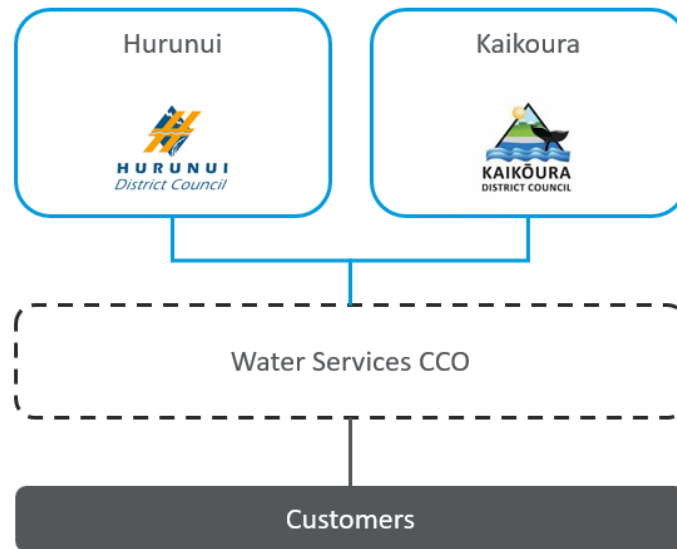 Hurunui
HURUNUI
District Council
Kaikoura
KAIKŌURA
DISTRICT COUNCIL
Water Services CCO
Customers